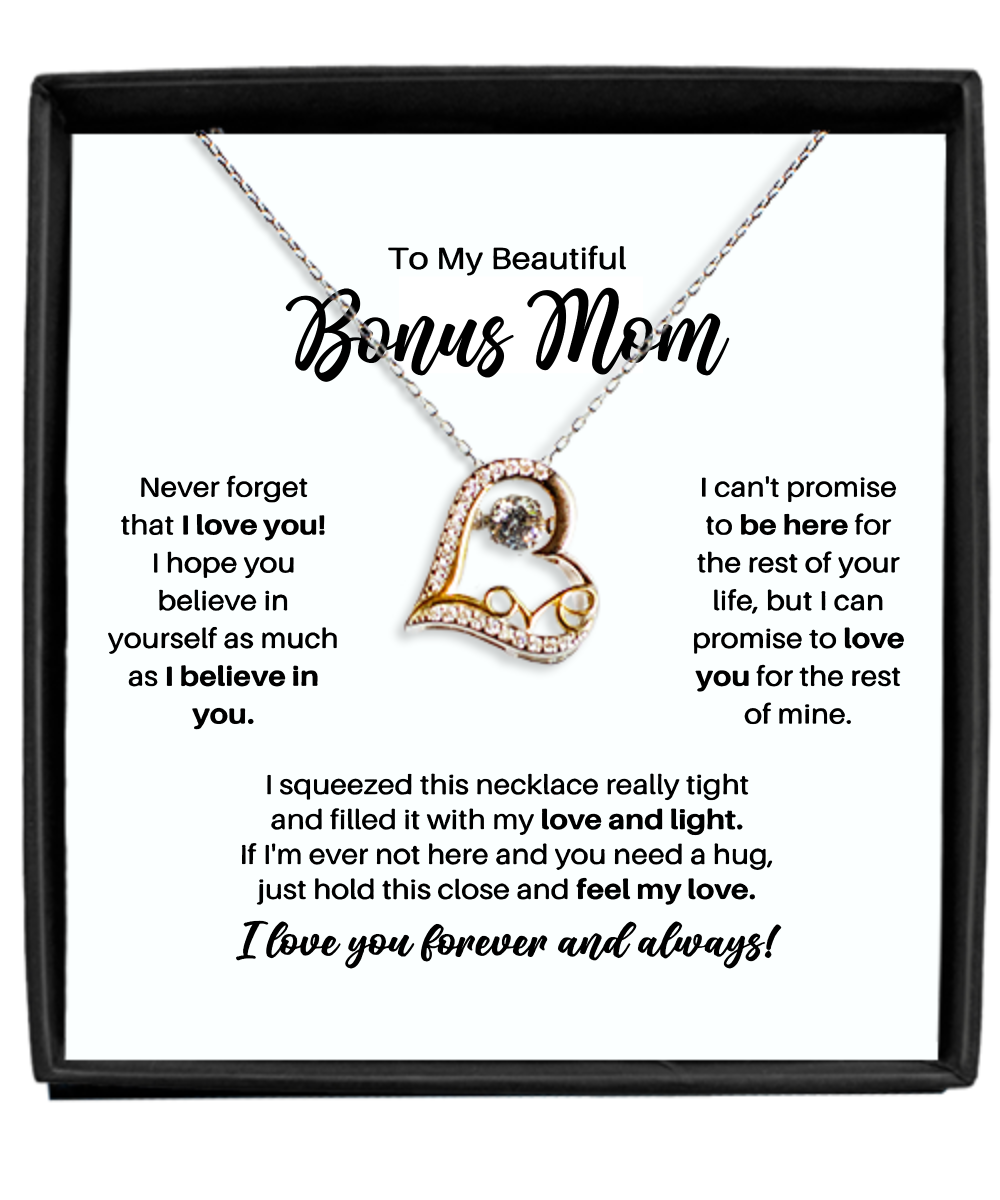 To My Beautiful
Bonus Mom
Never forget
that I love you!
I hope you
believe in
yourself as much
as I believe in
you.
I can't promise
to be here for
the rest of your
life, but I can
promise to love
you for the rest
of mine.
I squeezed this necklace really tight
and filled it with my love and light.
If I'm ever not here and you need a hug,
just hold this close and feel my love.
I love you forever and always!